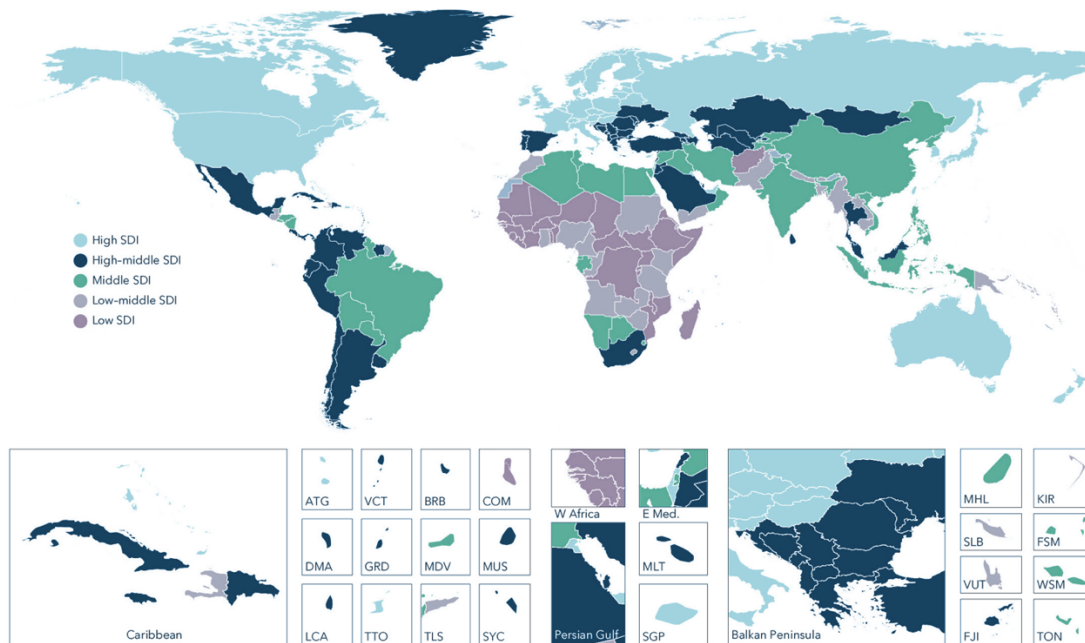 High SDI
High-middle SDI
Middle SDI
Low-middle SDI
Low SDI
Caribbean
ATG
VCT
BRB
COM
DMA
GRD
MDV
MUS
LCA
TTO
TLS
SYC
W Africa
E Med.
Persian Gulf
MLT
SGP
Balkan Peninsula
MHL
KIR
SLB
FSM
VUT
WSM
FJI
TON